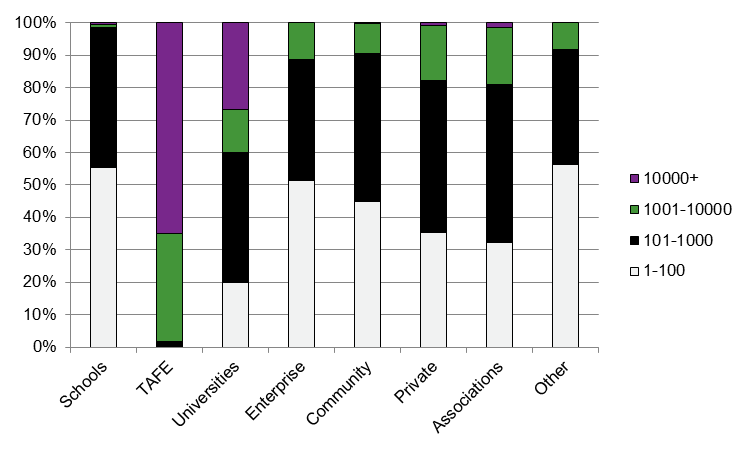 100%
90%
80%
70%
60%
50%
40%
30%
20%
10%
0%
Schools
TAFE
Universities
Enterprise
Community
Private
Associations
Other
10000+
1001-10000
101-1000
1-100